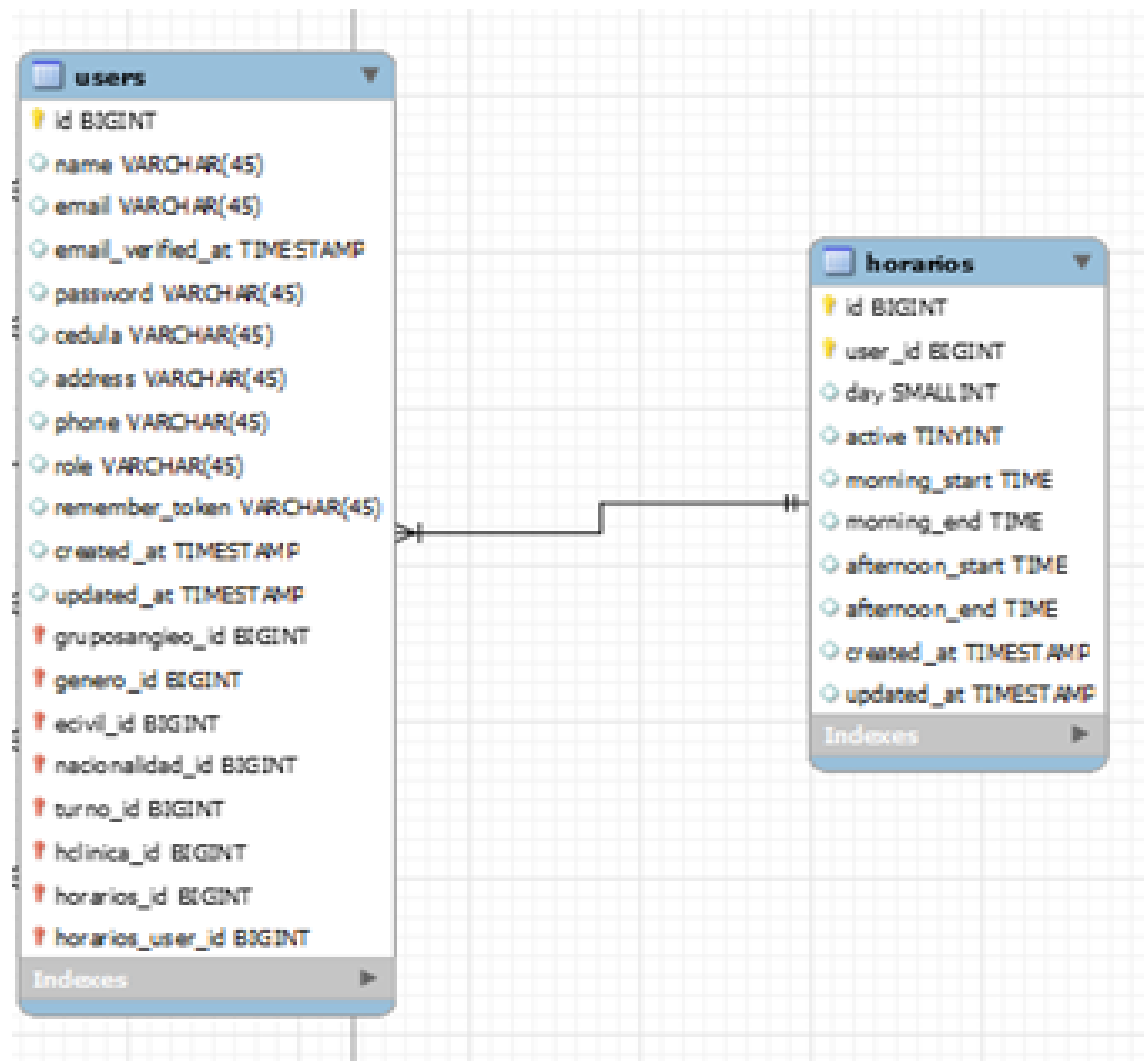 users
id BIGINT
name VARCHAR(45)
email VARCHAR(45)
email_verified_at TIMESTAMP
password VARCHAR(45)
cedula VARCHAR(45)
address VARCHAR(45)
phone VARCHAR(45)
role VARCHAR(45)
remember_token VARCHAR(45)
created_at TIMESTAMP
updated_at TIMESTAMP
gruposangieo_id BIGINT
genero_id BIGINT
ecivil_id BIGINT
nacionalidad_id BIGINT
turno_id BIGINT
hclinica_id BIGINT
horarios_id BIGINT
horarios_user_id BIGINT
Indexes
horarios
id BIGINT
user_id BIGINT
day SMALLINT
active TINYINT
morning_start TIME
morning_end TIME
afternoon_start TIME
afternoon_end TIME
created_at TIMESTAMP
updated_at TIMESTAMP
Indexes